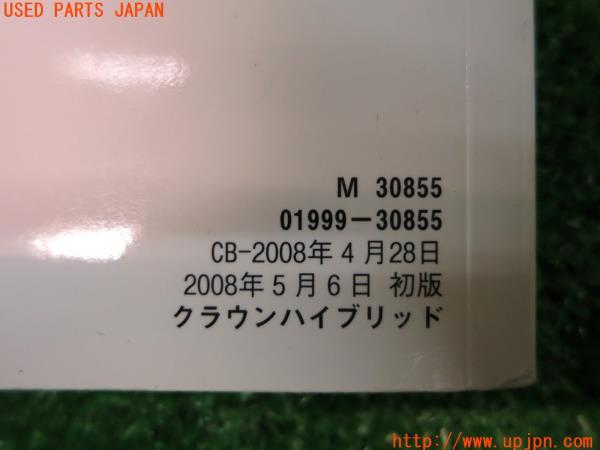 USED PARTS JAPAN
M 30855
01999-30855
CB-2008年4月28日
2008年5月6日 初版
クラウンハイブリッド
http://www.upjpn.com/